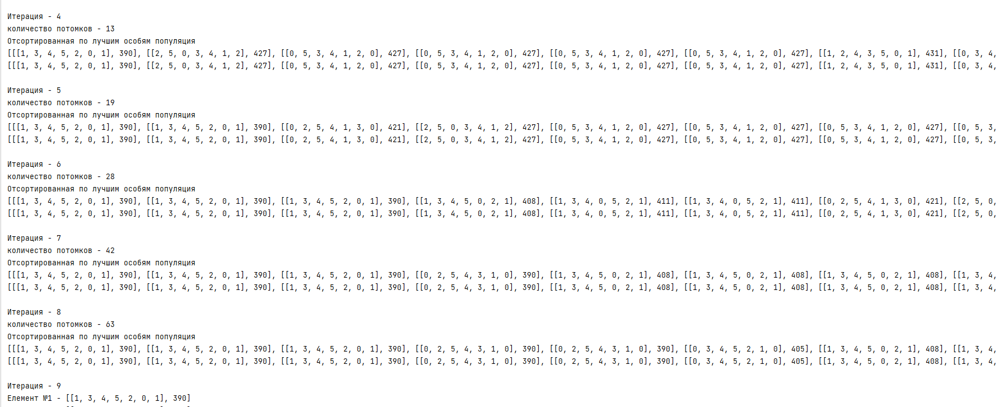 Итерация - 4
количество потомков - 13
Отсортированная по лучшим особям популяция
[[[1, 3, 4, 5, 2, 0, 1], 390], [[2, 5, 0, 3, 4, 1, 2], 427], [[0, 5, 3, 4, 1, 2, 0], 427], [[0, 5, 3, 4, 1, 2, 0], 427], [[0, 5, 3, 4, 1, 2, 0], 427], [[0, 5, 3, 4, 1, 2, 0], 427], [[1, 2, 4, 3, 5, 0, 1], 431], [[0, 3, 4,
[[[1, 3, 4, 5, 2, 0, 1], 390], [[2, 5, 0, 3, 4, 1, 2], 427], [[0, 5, 3, 4, 1, 2, 0], 427], [[0, 5, 3, 4, 1, 2, 0], 427], [[0, 5, 3, 4, 1, 2, 0], 427], [[0, 5, 3, 4, 1, 2, 0], 427], [[1, 2, 4, 3, 5, 0, 1], 431], [[0, 3, 4,
Итерация - 5
количество потомков - 19
Отсортированная по лучшим особям популяция
[[[1, 3, 4, 5, 2, 0, 1], 390], [[1, 3, 4, 5, 2, 0, 1], 390], [[0, 2, 5, 4, 1, 3, 0], 421], [[2, 5, 0, 3, 4, 1, 2], 427], [[0, 5, 3, 4, 1, 2, 0], 427], [[0, 5, 3, 4, 1, 2, 0], 427], [[0, 5, 3, 4, 1, 2, 0], 427], [[0, 5, 3,
[[[1, 3, 4, 5, 2, 0, 1], 390], [[1, 3, 4, 5, 2, 0, 1], 390], [[0, 2, 5, 4, 1, 3, 0], 421], [[2, 5, 0, 3, 4, 1, 2], 427], [[0, 5, 3, 4, 1, 2, 0], 427], [[0, 5, 3, 4, 1, 2, 0], 427], [[0, 5, 3, 4, 1, 2, 0], 427], [[0, 5, 3,
Итерация - 6
количество потомков - 28
Отсортированная по лучшим особям популяция
[[[1, 3, 4, 5, 2, 0, 1], 390], [[1, 3, 4, 5, 2, 0, 1], 390], [[1, 3, 4, 5, 2, 0, 1], 390], [[1, 3, 4, 5, 0, 2, 1], 408], [[1, 3, 4, 0, 5, 2, 1], 411], [[1, 3, 4, 0, 5, 2, 1], 411], [[0, 2, 5, 4, 1, 3, 0], 421], [[2, 5, 0,
[[[1, 3, 4, 5, 2, 0, 1], 390], [[1, 3, 4, 5, 2, 0, 1], 390], [[1, 3, 4, 5, 2, 0, 1], 390], [[1, 3, 4, 5, 0, 2, 1], 408], [[1, 3, 4, 0, 5, 2, 1], 411], [[1, 3, 4, 0, 5, 2, 1], 411], [[0, 2, 5, 4, 1, 3, 0], 421], [[2, 5, 0,
Итерация - 7
количество потомков - 42
Отсортированная по лучшим особям популяция
[[[1, 3, 4, 5, 2, 0, 1], 390], [[1, 3, 4, 5, 2, 0, 1], 390], [[1, 3, 4, 5, 2, 0, 1], 390], [[0, 2, 5, 4, 3, 1, 0], 390], [[1, 3, 4, 5, 0, 2, 1], 408], [[1, 3, 4, 5, 0, 2, 1], 408], [[1, 3, 4, 5, 0, 2, 1], 408], [[1, 3, 4,
[[[1, 3, 4, 5, 2, 0, 1], 390], [[1, 3, 4, 5, 2, 0, 1], 390], [[1, 3, 4, 5, 2, 0, 1], 390], [[0, 2, 5, 4, 3, 1, 0], 390], [[1, 3, 4, 5, 0, 2, 1], 408], [[1, 3, 4, 5, 0, 2, 1], 408], [[1, 3, 4, 5, 0, 2, 1], 408], [[1, 3, 4,
Итерация - 8
количество потомков - 63
Отсортированная по лучшим особям популяция
[[[1, 3, 4, 5, 2, 0, 1], 390], [[1, 3, 4, 5, 2, 0, 1], 390], [[1, 3, 4, 5, 2, 0, 1], 390], [[0, 2, 5, 4, 3, 1, 0], 390], [[0, 2, 5, 4, 3, 1, 0], 390], [[0, 3, 4, 5, 2, 1, 0], 405], [[1, 3, 4, 5, 0, 2, 1], 408], [[1, 3, 4,
[[[1, 3, 4, 5, 2, 0, 1], 390], [[1, 3, 4, 5, 2, 0, 1], 390], [[1, 3, 4, 5, 2, 0, 1], 390], [[0, 2, 5, 4, 3, 1, 0], 390], [[0, 2, 5, 4, 3, 1, 0], 390], [[0, 3, 4, 5, 2, 1, 0], 405], [[1, 3, 4, 5, 0, 2, 1], 408], [[1, 3, 4,
Итерация - 9
Елемент №1 - [[1, 3, 4, 5, 2, 0, 1], 390]